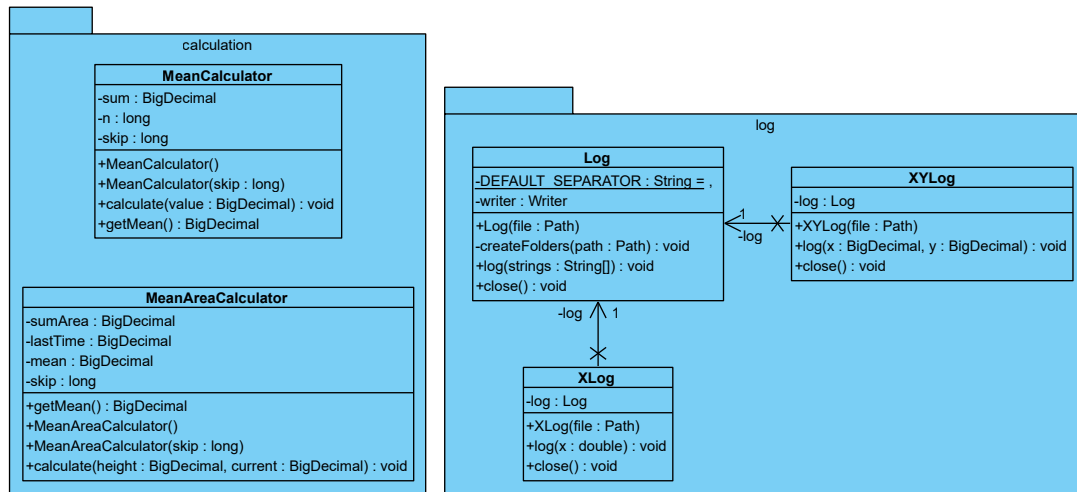 calculation
MeanCalculator
-sum : BigDecimal
-n : long
-skip : long
+MeanCalculator()
+MeanCalculator(skip : long)
+calculate(value : BigDecimal) : void
+getMean() : BigDecimal
MeanAreaCalculator
-sumArea : BigDecimal
-lastTime : BigDecimal
-mean : BigDecimal
-skip : long
+getMean() : BigDecimal
+MeanAreaCalculator()
+MeanAreaCalculator(skip : long)
+calculate(height : BigDecimal, current : BigDecimal) : void
log
Log
-DEFAULT_SEPARATOR : String = ,
-writer : Writer
+Log(file : Path)
-createFolders(path : Path) : void
+log(strings : String[]) : void
+close() : void
1
-log
XYLog
-log : Log
+XYLog(file : Path)
+log(x : BigDecimal, y : BigDecimal) : void
+close() : void
-log 1
XLog
-log : Log
+XLog(file : Path)
+log(x : double) : void
+close() : void